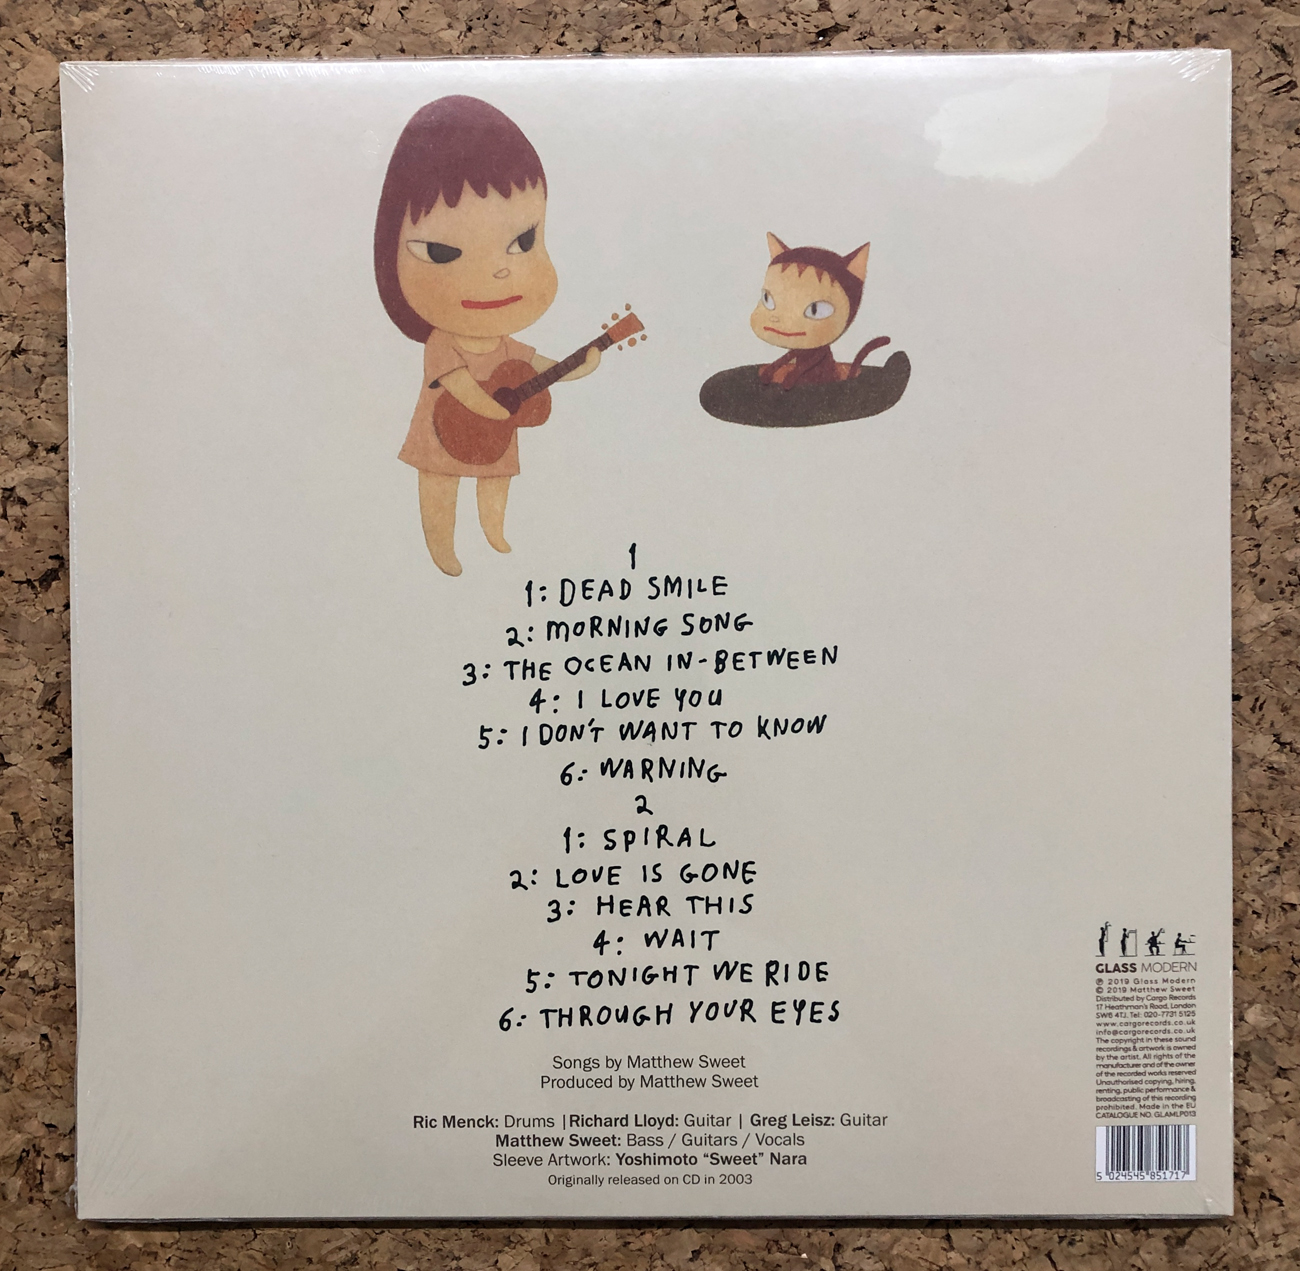 1
1: DEAD SMILE
2: MORNING SONG
3: THE OCEAN IN-BETWEEN
4: I LOVE YOU
5: I DON'T WANT TO KNOW
6: WARNING
2
1: SPIRAL
2: LOVE IS GONE
3: HEAR THIS
4: WAIT
5: TONIGHT WE RIDE
6: THROUGH YOUR EYES
Songs by Matthew Sweet
Produced by Matthew Sweet
Ric Menck: Drums | Richard Lloyd: Guitar | Greg Leisz: Guitar
Matthew Sweet: Bass / Guitars / Vocals
Sleeve Artwork: Yoshimoto “Sweet” Nara
Originally released on CD in 2003
GLASS MODERN
℗ 2019 Glass Modern
© 2019 Matthew Sweet
Distributed by Cargo Records
17 Heathman's Road, London
SW6 4TJ, Tel: 020-7731 5125
www.cargorecords.co.uk
info@cargorecords.co.uk
The copyright in these sound
recordings & artwork is owned
by the artist. All rights of the
manufacturer and of the owner
of the recorded works reserved
Unauthorised copying, hiring,
renting, public performance &
broadcasting of this recording
prohibited. Made in the EU
CATALOGUE NO. GLAMLP013
5 024545 851717